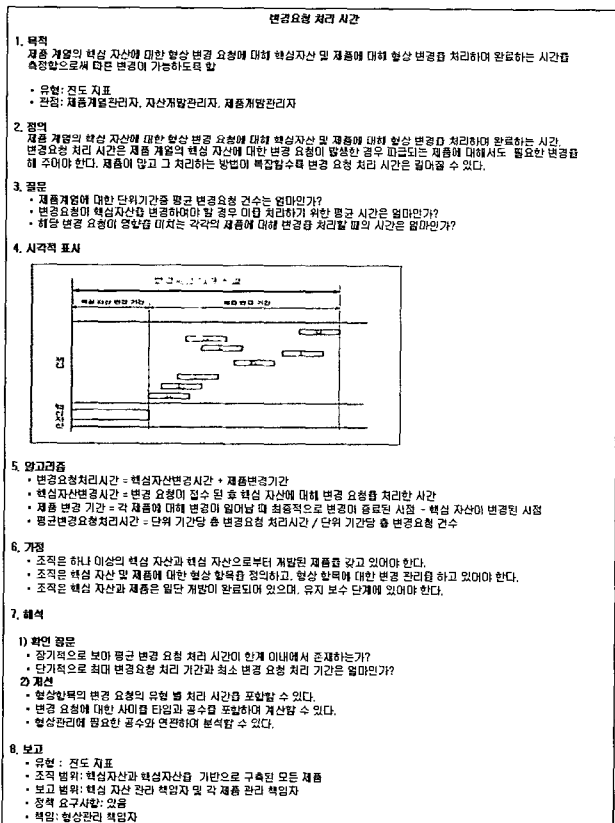 변경요청 처리 시간
1. 목적
제품 계열의 핵심 자산에 대한 형상 변경 요청에 대해 핵심자산 및 제품에 대해 형상 변경을 처리하여 완료하는 시간을
측정함으로써 따른 변경이 가능하도록 함
• 유형: 진도 지표
• 관점: 제품계열관리자, 자산개발관리자, 제품개발관리자
2. 정의
제품 계열의 핵심 자산에 대한 형상 변경 요청에 대해 핵심자산 및 제품에 대해 형상 변경을 처리하여 완료하는 시간.
변경요청 처리 시간은 제품 계열의 핵심 자산에 대한 변경 요청이 발생한 경우 파급되는 제품에 대해서도 필요한 변경을
해 주어야 한다. 제품이 많고 그 처리하는 방법이 복잡할수록 변경 요청 처리 시간은 길어질 수 있다.
3. 질문
• 제품계열에 대한 단위기간중 평균 변경요청 건수는 얼마인가?
• 변경요청이 핵심자산을 변경하여야 할 경우 이를 처리하기 위한 평균 시간은 얼마인가?
• 해당 변경 요청이 영향을 미치는 각각의 제품에 대해 변경을 처리할 때의 시간은 얼마인가?
4. 시각적 표시
핵심 자산 변경 기간
제품 변경 기간
제품
핵심자산
5. 알고리즘
• 변경요청처리시간 = 핵심자산변경시간 + 제품변경기간
• 핵심자산변경시간 = 변경 요청이 접수 된 후 핵심 자산에 대해 변경 요청을 처리한 시간
• 제품 변경 기간 = 각 제품에 대해 변경이 일어날 때 최종적으로 변경이 종료된 시점 - 핵심 자산이 변경된 시점
• 평균변경요청처리시간 = 단위 기간당 총 변경요청 처리시간 / 단위 기간당 총 변경요청 건수
6. 가정
• 조직은 하나 이상의 핵심 자산과 핵심 자산으로부터 개발된 제품을 갖고 있어야 한다.
• 조직은 핵심 자산 및 제품에 대한 형상 항목을 정의하고, 형상 항목에 대한 변경 관리를 하고 있어야 한다.
• 조직은 핵심 자산과 제품은 일단 개발이 완료되어 있으며, 유지 보수 단계에 있어야 한다.
7. 해석
1) 확인 질문
• 장기적으로 보아 평균 변경 요청 처리 시간이 한계 이내에서 존재하는가?
• 단기적으로 최대 변경요청 처리 기간과 최소 변경 요청 처리 기간은 얼마인가?
2) 개선
• 형상항목의 변경 요청의 유형 별 처리 시간을 포함할 수 있다.
• 변경 요청에 대한 사이클 타임과 공수를 포함하여 계산할 수 있다.
• 형상관리에 필요한 공수와 연관하여 분석할 수 있다.
8. 보고
• 유형 : 진도 지표
• 조직 범위: 핵심자산과 핵심자산을 기반으로 구축된 모든 제품
• 보고 범위: 핵심 자산 관리 책임자 및 각 제품 관리 책임자
• 정책 요구사항: 있음
• 책임: 형상관리 책임자